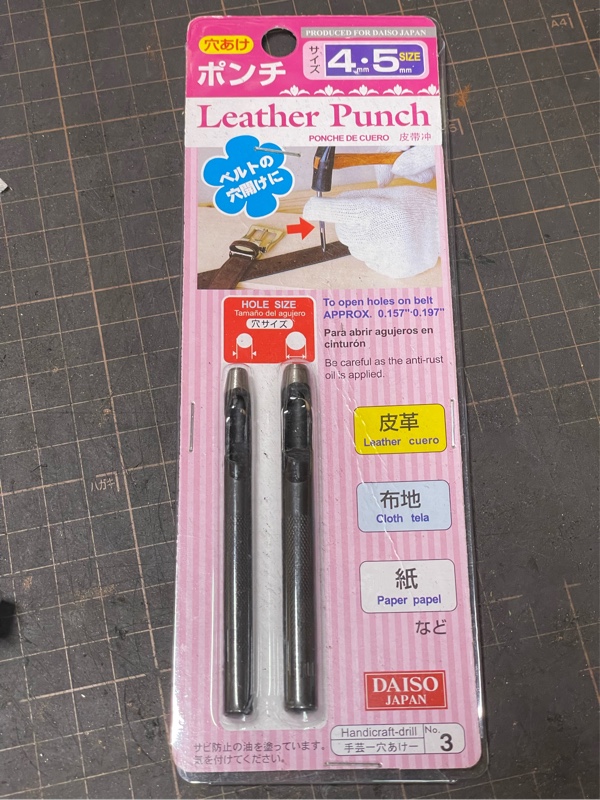 穴あけ
ポンチ
PRODUCED FOR DAISO JAPAN
サイズ
4mm・5mm SIZE
Leather Punch
PONCHE DE CUERO 皮帯冲
ベルトの
穴開けに
HOLE SIZE
Tamaño del agujero
穴サイズ
To open holes on belt
APPROX. 0.157"·0.197"
Para abrir agujeros en
cinturón
Be careful as the anti-rust
oil is applied.
皮革
Leather cuero
布地
Cloth tela
紙
Paper papel
など
DAISO
JAPAN
サビ防止の油を塗っています。
気を付けてください。
Handicraft-drill
手芸ー穴あけー
No.
3
A4
ハガキ